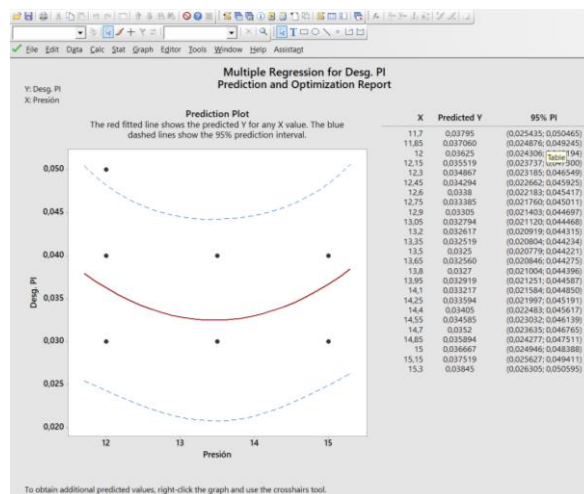 File Edit Data Calc Stat Graph Editor Tools Window Help Assistant
Multiple Regression for Desg. PI
Prediction and Optimization Report
Y: Desg. PI
X: Presión
Prediction Plot
The red fitted line shows the predicted Y for any X value. The blue
dashed lines show the 95% prediction interval.
0,050
0,045
0,040
0,035
0,030
0,025
0,020
Desg. PI
12 13 14 15
Presión
X Predicted Y 95% PI
11,7 0,03795 (0,025435; 0,050465)
11,85 0,037060 (0,024876; 0,049245)
12 0,03625 (0,024306; 194)
Table
12,15 0,035519 (0,023737; 300)
12,3 0,034867 (0,023185; 0,046549)
12,45 0,034294 (0,022662; 0,045925)
12,6 0,0338 (0,022183; 0,045417)
12,75 0,033385 (0,021760; 0,045011)
12,9 0,03305 (0,021403; 0,044697)
13,05 0,032794 (0,021120; 0,044468)
13,2 0,032617 (0,020919; 0,044315)
13,35 0,032519 (0,020804; 0,044234)
13,5 0,0325 (0,020779; 0,044221)
13,65 0,032560 (0,020846; 0,044275)
13,8 0,0327 (0,021004; 0,044396)
13,95 0,032919 (0,021251; 0,044587)
14,1 0,033217 (0,021584; 0,044850)
14,25 0,033594 (0,021997; 0,045191)
14,4 0,03405 (0,022483; 0,045617)
14,55 0,034585 (0,023032; 0,046139)
14,7 0,0352 (0,023635; 0,046765)
14,85 0,035894 (0,024277; 0,047511)
15 0,036667 (0,024946; 0,048388)
15,15 0,037519 (0,025627; 0,049411)
15,3 0,03845 (0,026305; 0,050595)
To obtain additional predicted values, right-click the graph and use the crosshairs tool.